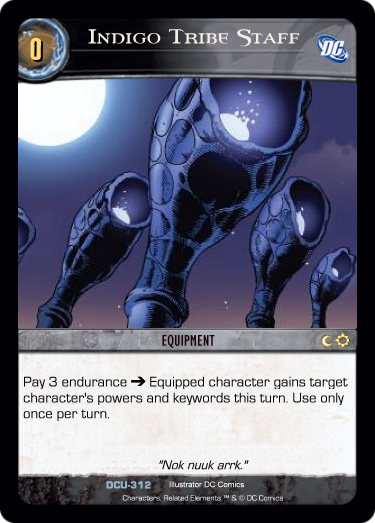 0
INDIGO TRIBE STAFF
DC
EQUIPMENT
Pay 3 endurance ➔ Equipped character gains target
character's powers and keywords this turn. Use only
once per turn.
"Nok nuuk arrk."
DCU-312 Illustrator DC Comics
Characters, Related Elements ™ & © DC Comics